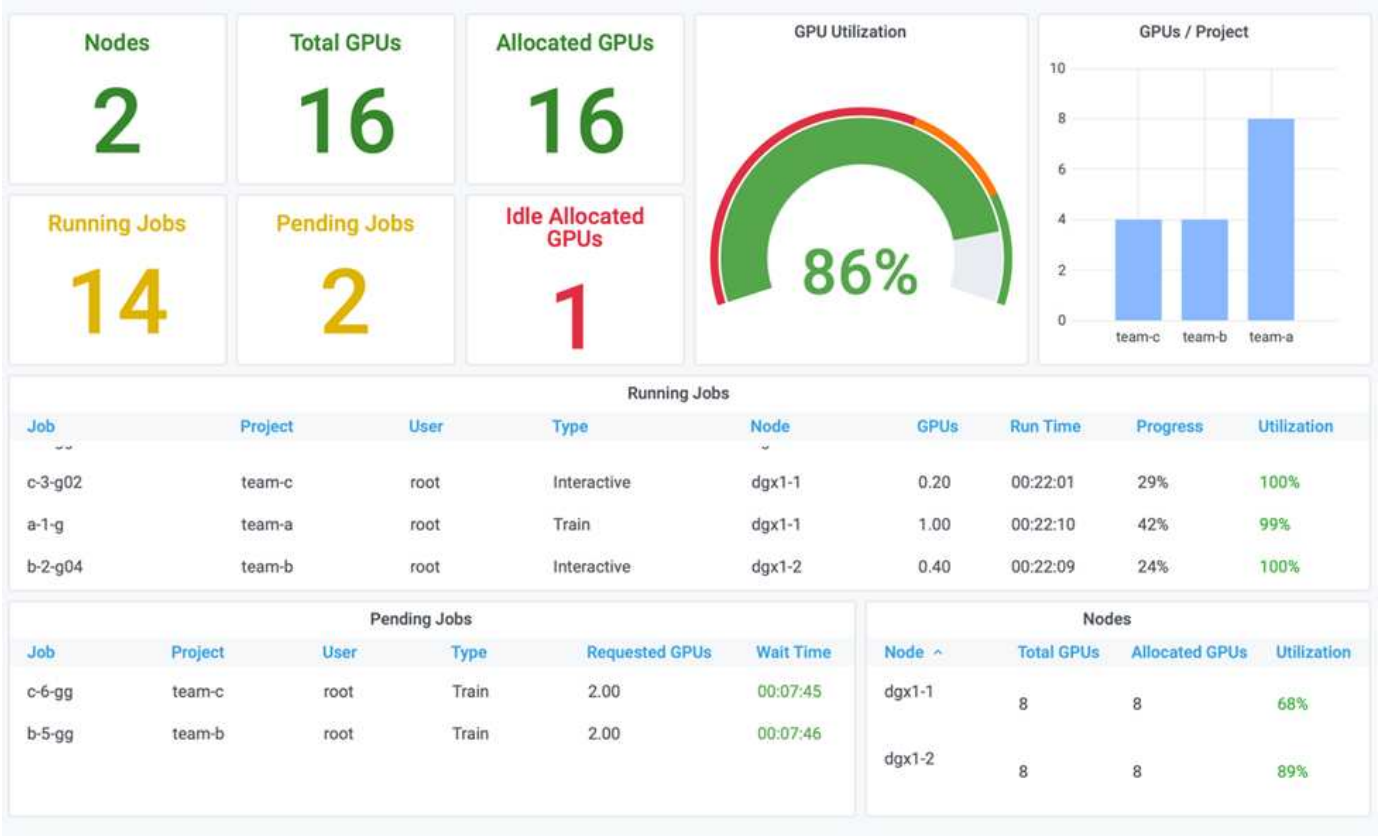 Nodes
2
Total GPUs
16
Allocated GPUs
16
Running Jobs
14
Pending Jobs
2
Idle Allocated
GPUs
1
GPU Utilization
86%
GPUs / Project
10
8
6
4
2
0
team-c team-b team-a
Running Jobs
Job Project User Type Node GPUs Run Time Progress Utilization
c-3-g02 team-c root Interactive dgx1-1 0.20 00:22:01 29% 100%
a-1-g team-a root Train dgx1-1 1.00 00:22:10 42% 99%
b-2-g04 team-b root Interactive dgx1-2 0.40 00:22:09 24% 100%
Pending Jobs
Job Project User Type Requested GPUs Wait Time
c-6-gg team-c root Train 2.00 00:07:45
b-5-gg team-b root Train 2.00 00:07:46
Nodes
Node Total GPUs Allocated GPUs Utilization
dgx1-1 8 8 68%
dgx1-2 8 8 89%